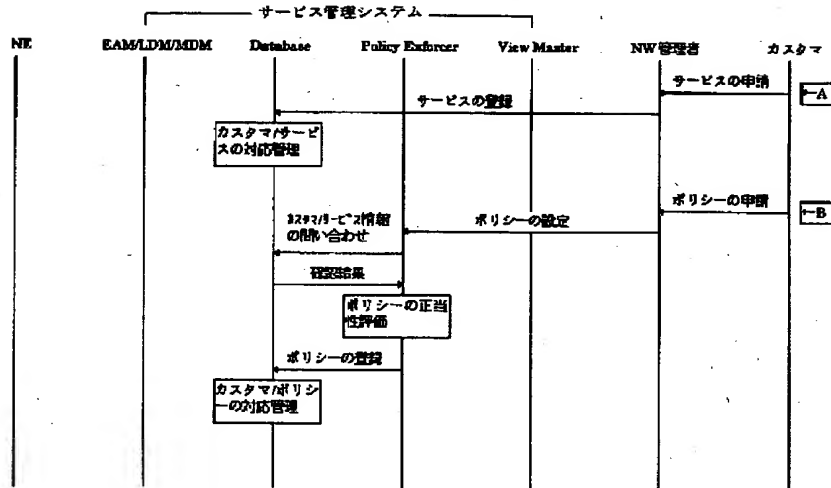 サービス管理システム
NE
EAM/LDM/MDM
Database
Policy Exforcer
View Master
NW管理者
カスタマ
サービスの申請
A
サービスの登録
カスタマ/サービ
スの対応管理
ポリシーの申請
B
カスタマ/サービス情報
の問い合わせ
ポリシーの設定
確認結果
ポリシーの正当
性評価
ポリシーの登録
カスタマ/ポリシ
ーの対応管理